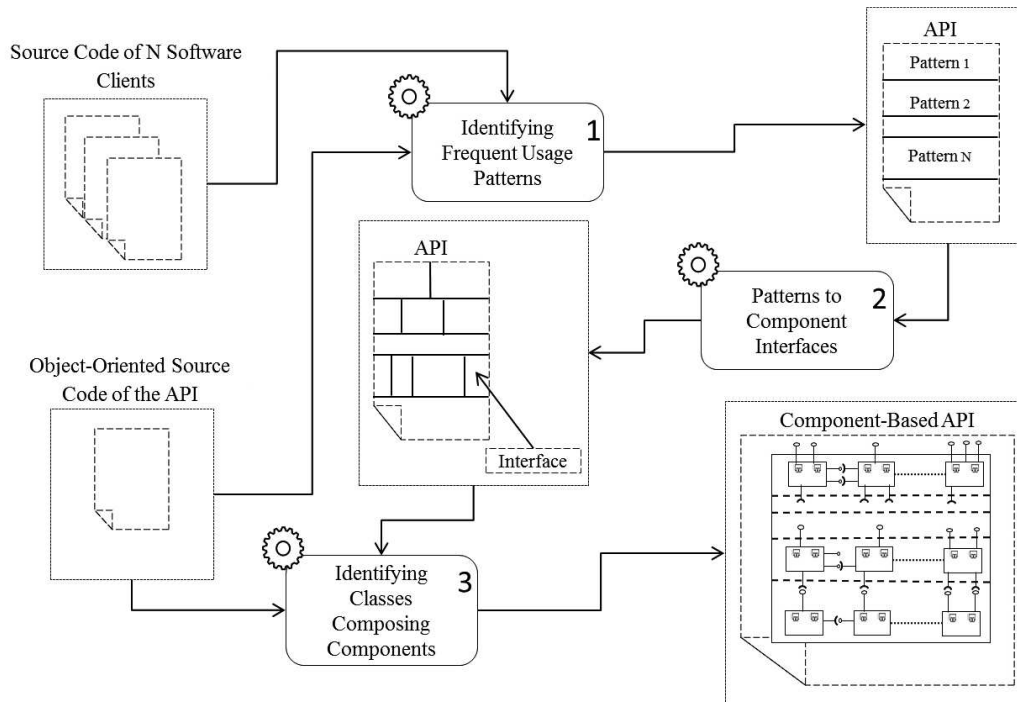 Source Code of N Software
Clients
1
Identifying
Frequent Usage
Patterns
API
Pattern 1
Pattern 2
Pattern N
API
Interface
2
Patterns to
Component
Interfaces
Object-Oriented Source
Code of the API
3
Identifying
Classes
Composing
Components
Component-Based API